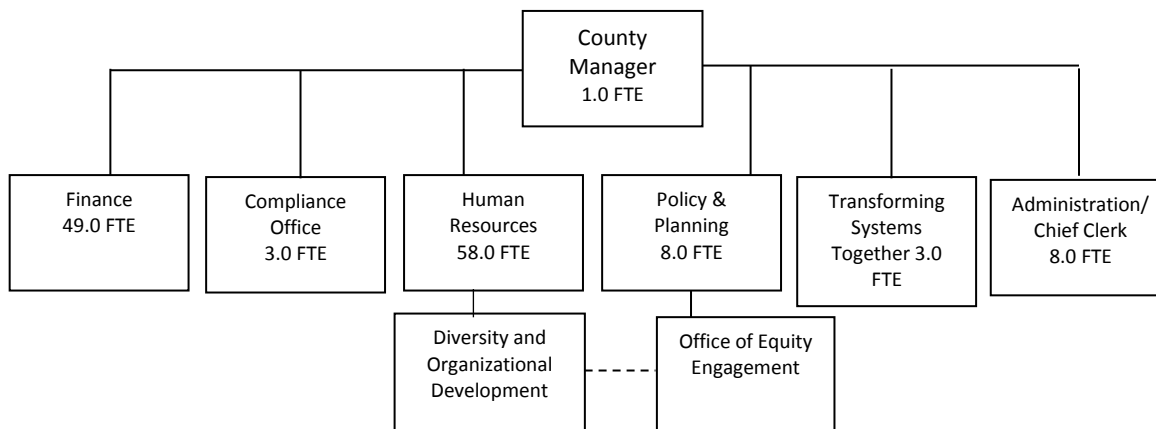 County
Manager
1.0 FTE
Finance
49.0 FTE
Compliance
Office
3.0 FTE
Human
Resources
58.0 FTE
Policy &
Planning
8.0 FTE
Transforming
Systems
Together 3.0
FTE
Administration/
Chief Clerk
8.0 FTE
Diversity and
Organizational
Development
Office of Equity
Engagement